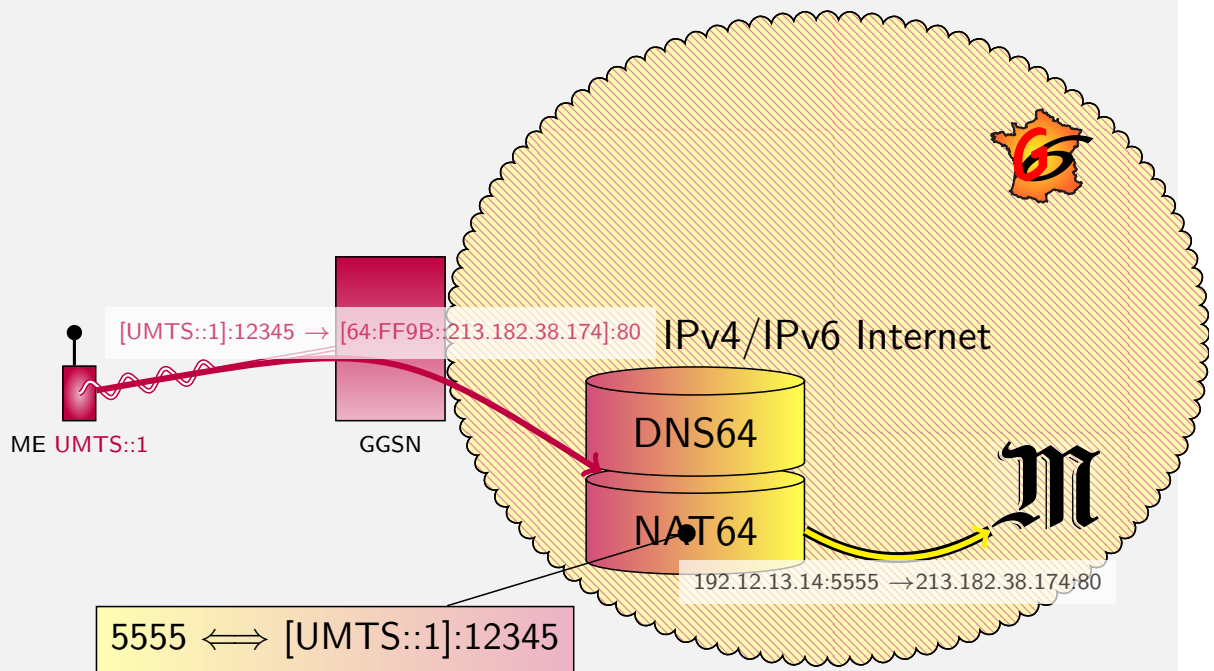 G6
[UMTS::1]:12345 → [64:FF9B::213.182.38.174]:80
IPv4/IPv6 Internet
ME UMTS::1
GGSN
DNS64
NAT64
M
192.12.13.14:5555 →213.182.38.174:80
5555 ⟺ [UMTS::1]:12345